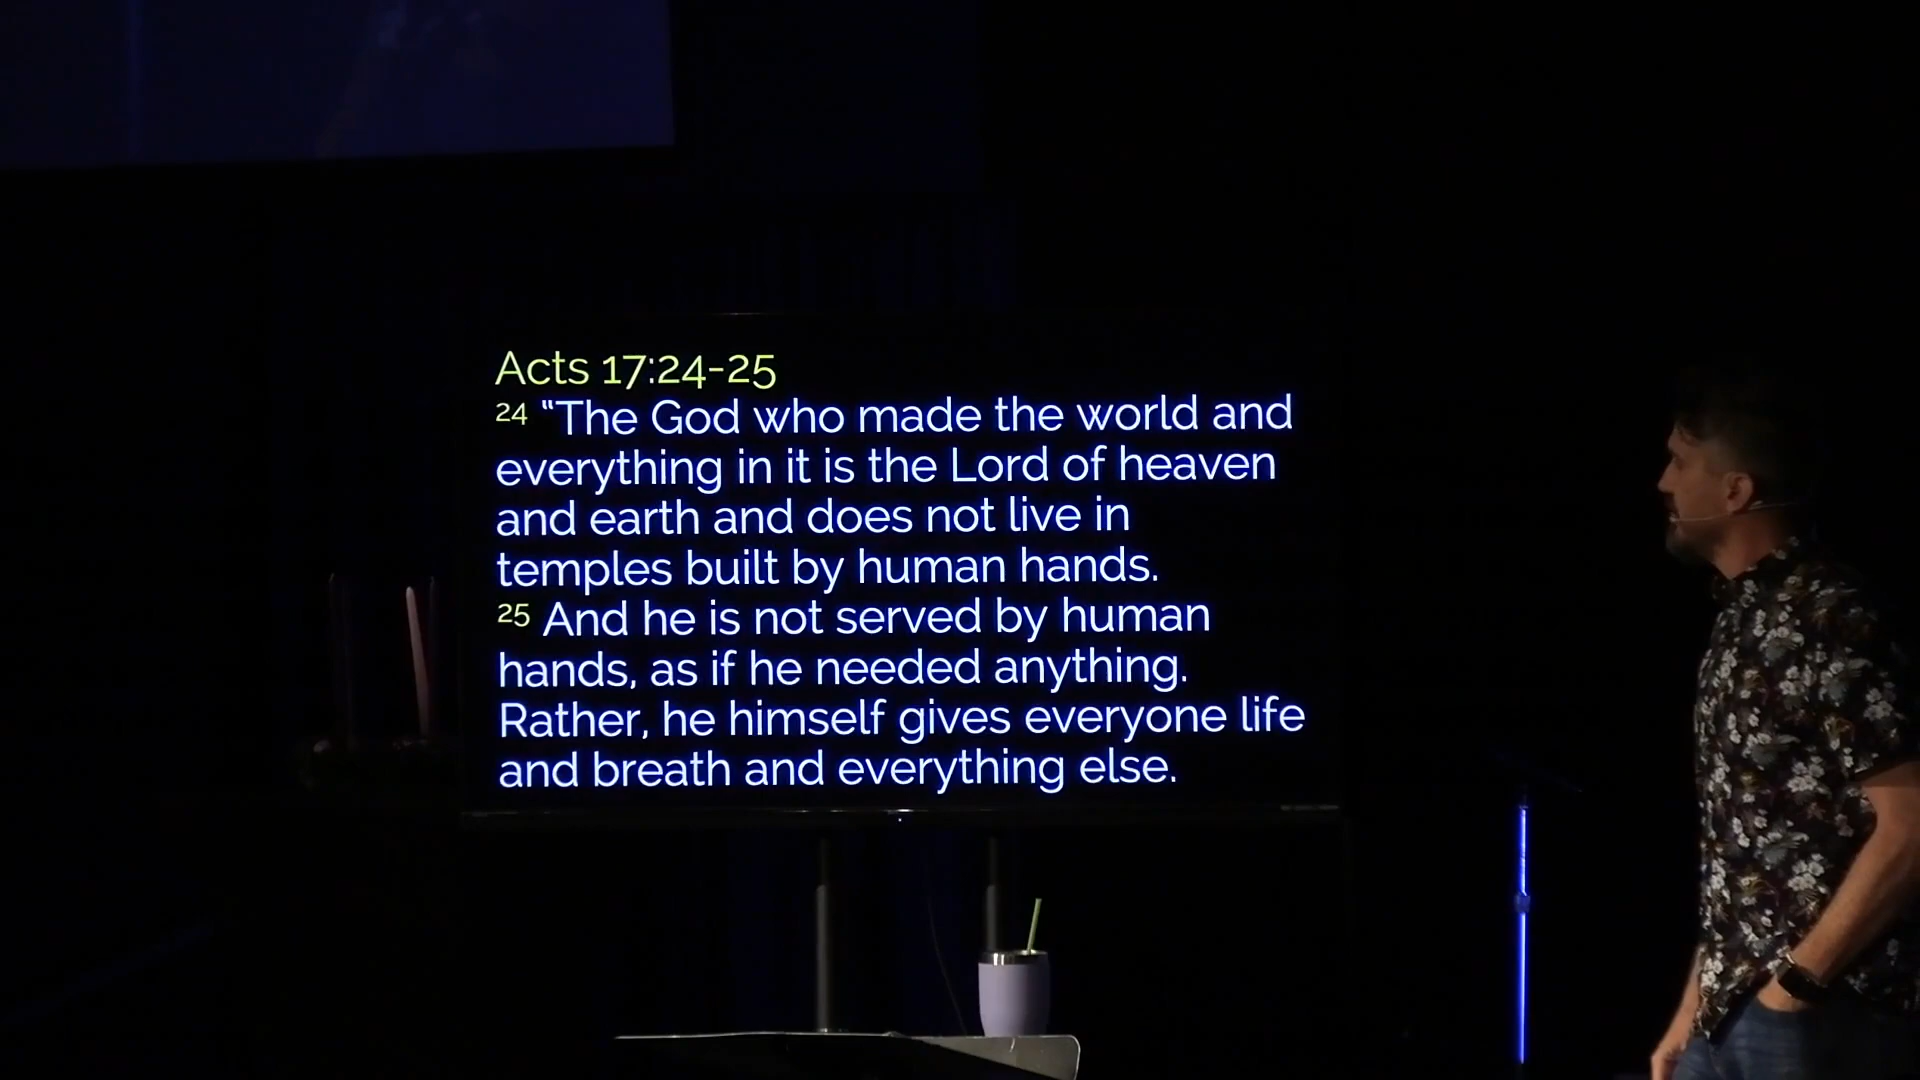 Acts 17:24-25
24 “The God who made the world and
everything in it is the Lord of heaven
and earth and does not live in
temples built by human hands.
25 And he is not served by human
hands, as if he needed anything.
Rather, he himself gives everyone life
and breath and everything else.